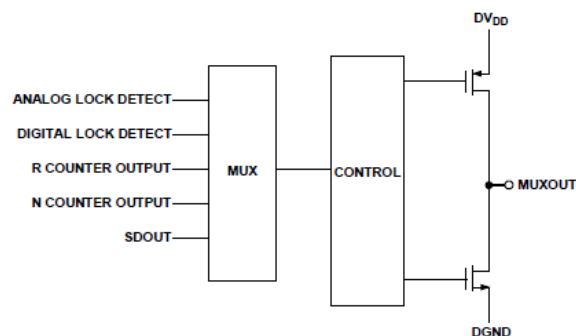 DVDD
ANALOG LOCK DETECT
DIGITAL LOCK DETECT
R COUNTER OUTPUT
N COUNTER OUTPUT
SDOUT
MUX
CONTROL
MUXOUT
DGND